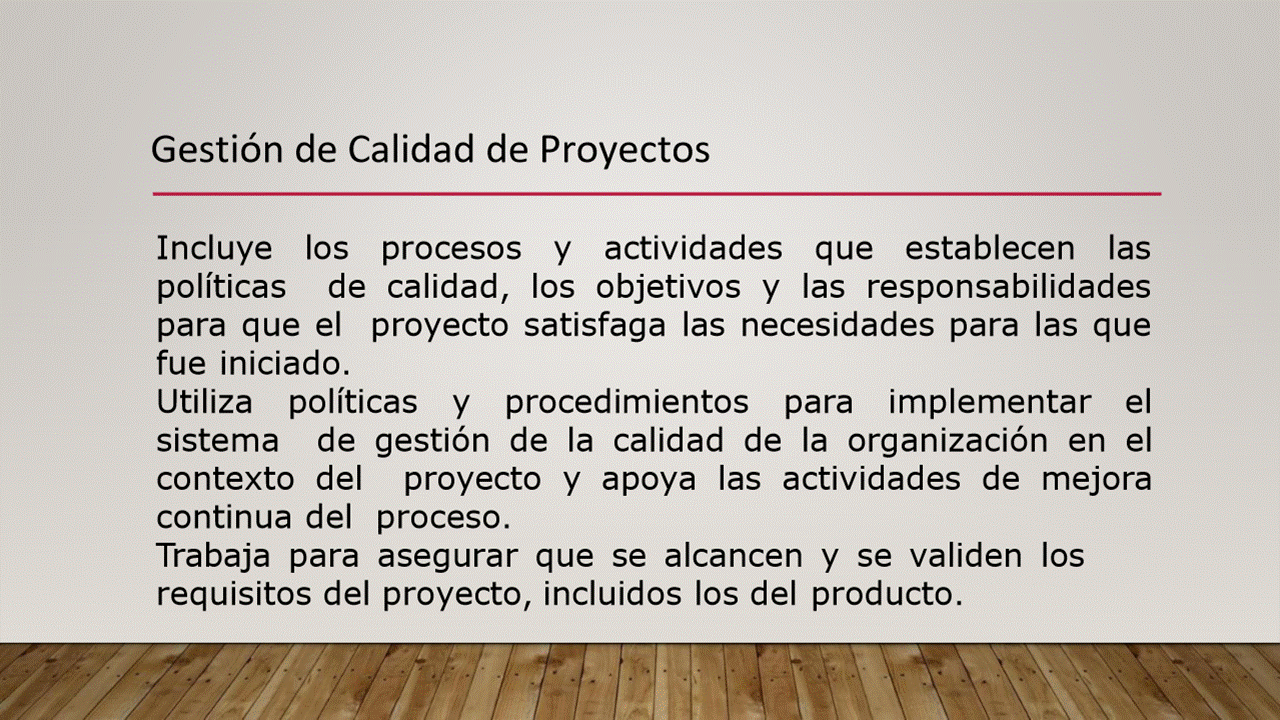 Gestión de Calidad de Proyectos
Incluye los procesos y actividades que establecen las
políticas de calidad, los objetivos y las responsabilidades
para que el proyecto satisfaga las necesidades para las que
fue iniciado.
Utiliza políticas y procedimientos para implementar el
sistema de gestión de la calidad de la organización en el
contexto del proyecto y apoya las actividades de mejora
continua del proceso.
Trabaja para asegurar que se alcancen y se validen los
requisitos del proyecto, incluidos los del producto.